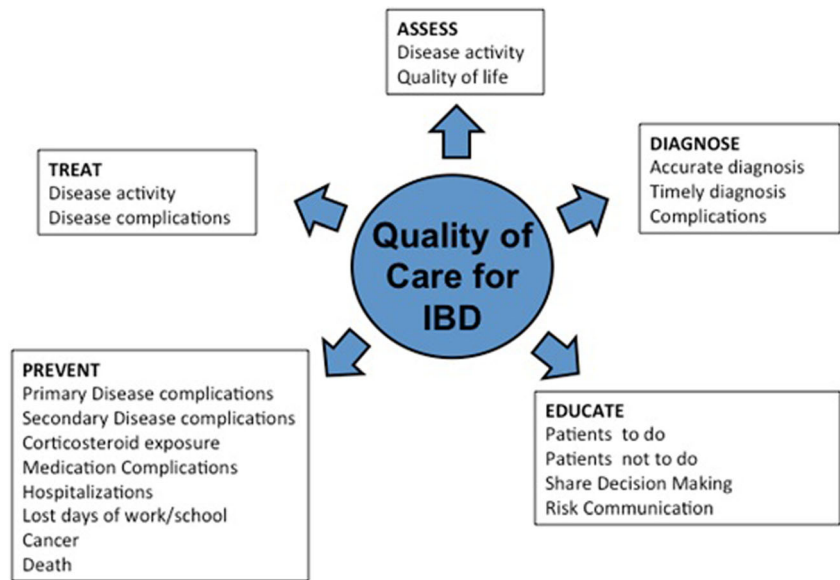 ASSESS
Disease activity
Quality of life
DIAGNOSE
Accurate diagnosis
Timely diagnosis
Complications
TREAT
Disease activity
Disease complications
Quality of
Care for
IBD
PREVENT
Primary Disease complications
Secondary Disease complications
Corticosteroid exposure
Medication Complications
Hospitalizations
Lost days of work/school
Cancer
Death
EDUCATE
Patients to do
Patients not to do
Share Decision Making
Risk Communication